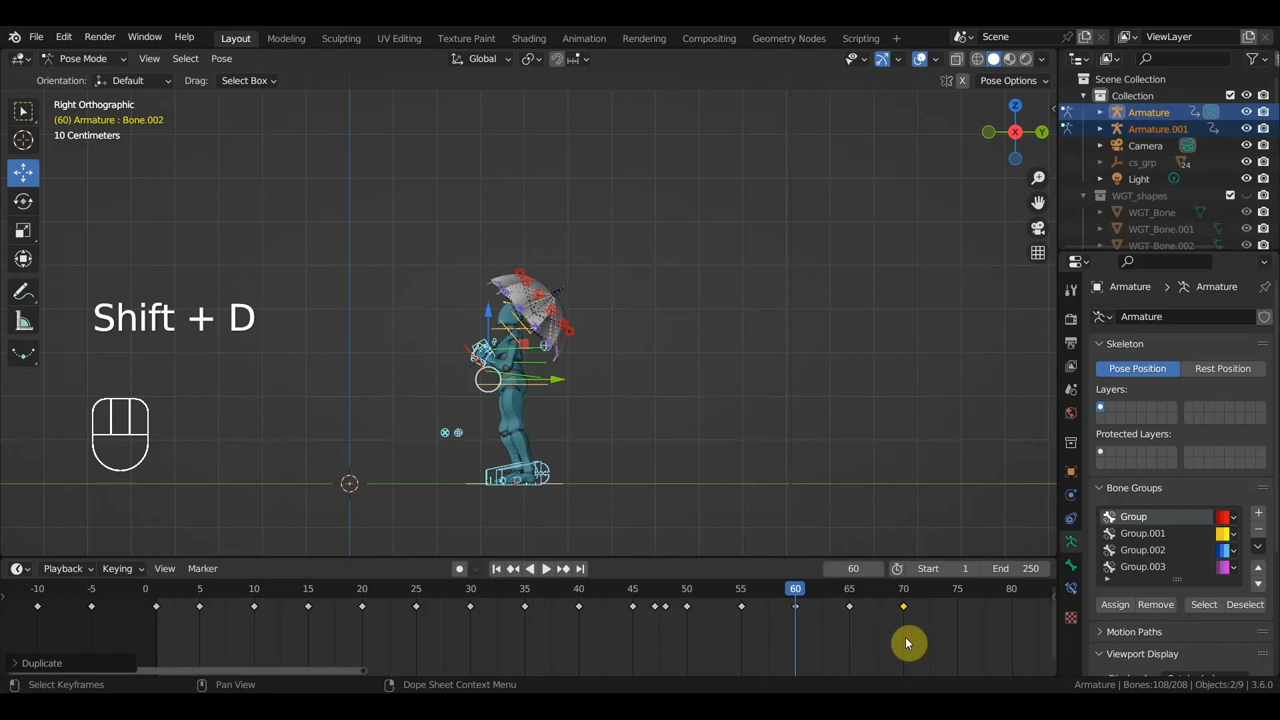 File Edit Render Window Help Layout Modeling Sculpting UV Editing Texture Paint Shading Animation Rendering Compositing Geometry Nodes Scripting + Scene ViewLayer
Pose Mode View Select Pose Global
Orientation: Default Drag: Select Box X Pose Options
Right Orthographic
(60) Armature : Bone.002
10 Centimeters
Z
X
Y
Shift + D
Scene Collection
Collection
Armature
Armature.001
Camera
cs_grp 24
Light
WGT_shapes
WGT_Bone
WGT_Bone.001
WGT_Bone.002
Armature > Armature
Armature
Skeleton
Pose Position Rest Position
Layers:
Protected Layers:
Bone Groups
Group
Group.001
Group.002
Group.003
Assign Remove Select Deselect
Motion Paths
Viewport Display
Playback Keying View Marker 60 Start 1 End 250
-10 -5 0 5 10 15 20 25 30 35 40 45 50 55 60 65 70 75 80
Duplicate
Select Keyframes Pan View Dope Sheet Context Menu Armature | Bones:108/208 | Objects:2/9 | 3.6.0